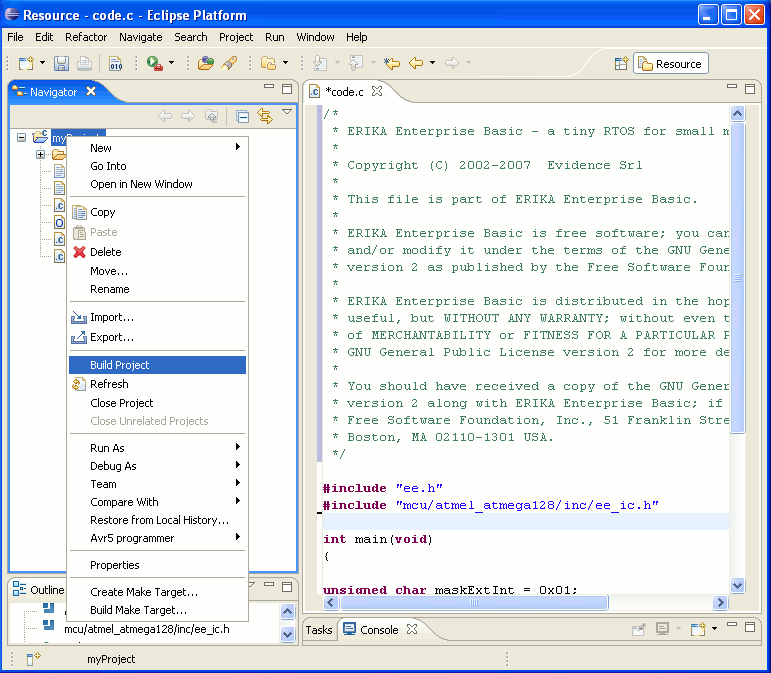 Resource - code.c - Eclipse Platform
File Edit Refactor Navigate Search Project Run Window Help
010
Resource
Navigator
*code.c
New
Go Into
Open in New Window
Copy
Paste
Delete
Move...
Rename
Import...
Export...
Build Project
Refresh
Close Project
Close Unrelated Projects
Run As
Debug As
Team
Compare With
Restore from Local History...
Avr5 programmer
Properties
Create Make Target...
Build Make Target...
/*
* ERIKA Enterprise Basic - a tiny RTOS for small m
*
* Copyright (C) 2002-2007 Evidence Srl
*
* This file is part of ERIKA Enterprise Basic.
*
* ERIKA Enterprise Basic is free software; you can
* and/or modify it under the terms of the GNU Gene
* version 2 as published by the Free Software Foun
*
* ERIKA Enterprise Basic is distributed in the hop
* useful, but WITHOUT ANY WARRANTY; without even t
* of MERCHANTABILITY or FITNESS FOR A PARTICULAR P
* GNU General Public License version 2 for more de
*
* You should have received a copy of the GNU Gener
* version 2 along with ERIKA Enterprise Basic; if
* Free Software Foundation, Inc., 51 Franklin Stre
* Boston, MA 02110-1301 USA.
*/
#include "ee.h"
#include "mcu/atmel_atmega128/inc/ee_ic.h"
int main(void)
{
unsigned char maskExtInt = 0x01;
Outline
mcu/atmel_atmega128/inc/ee_ic.h
Tasks
Console
myProject